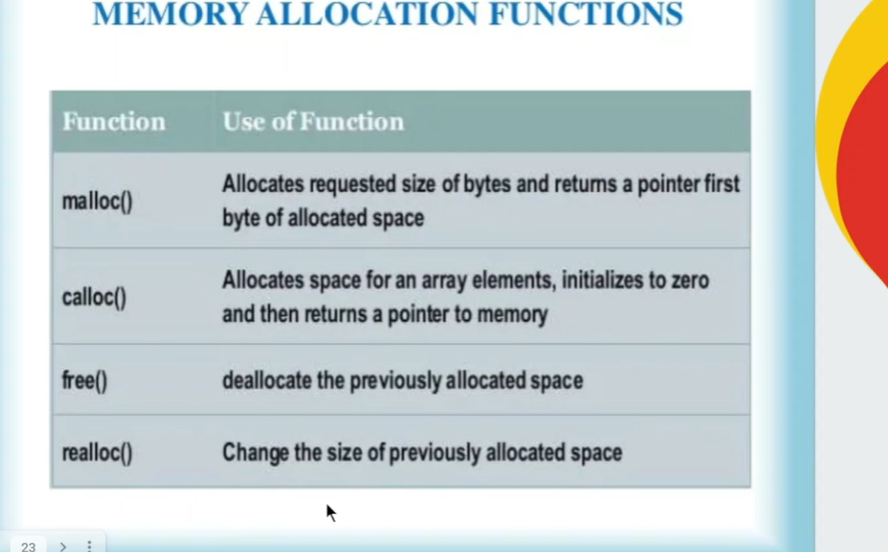 MEMORY ALLOCATION FUNCTIONS
Function Use of Function
malloc() Allocates requested size of bytes and returns a pointer first
byte of allocated space
calloc() Allocates space for an array elements, initializes to zero
and then returns a pointer to memory
free() deallocate the previously allocated space
realloc() Change the size of previously allocated space
23